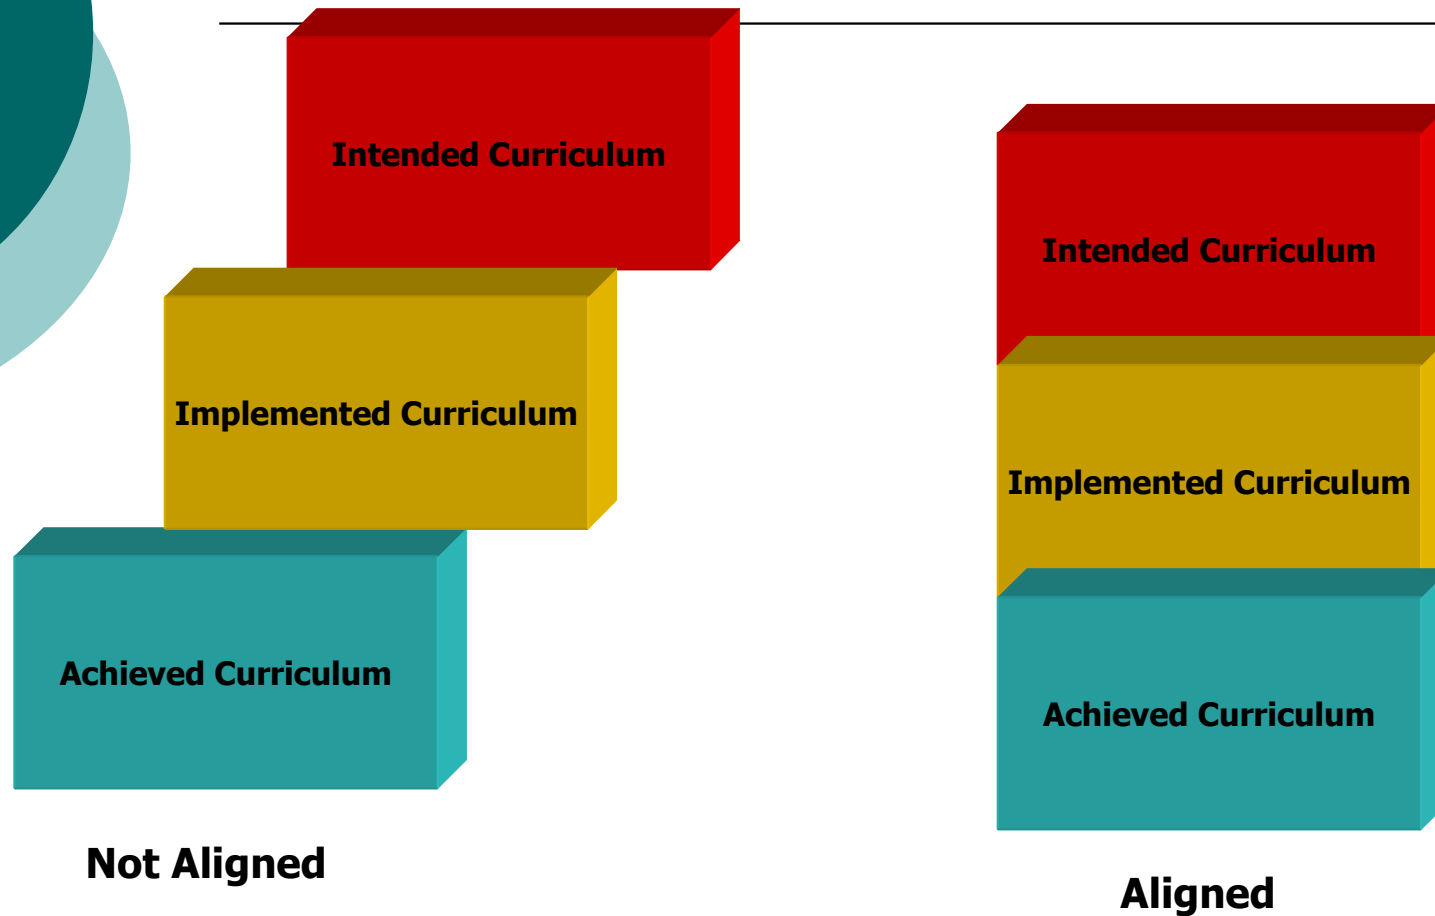 Intended Curriculum
Implemented Curriculum
Achieved Curriculum
Not Aligned
Intended Curriculum
Implemented Curriculum
Achieved Curriculum
Aligned